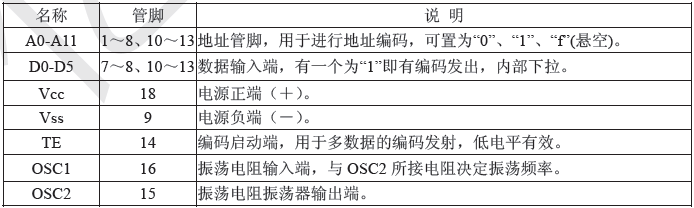 名称 管脚 说 明
A0-A11 1～8、10～13 地址管脚，用于进行地址编码，可置为“0”、“1”、“f”(悬空)。
D0-D5 7～8、10～13 数据输入端，有一个为“1”即有编码发出，内部下拉。
Vcc 18 电源正端（＋）。
Vss 9 电源负端（－）。
TE 14 编码启动端，用于多数据的编码发射，低电平有效。
OSC1 16 振荡电阻输入端，与 OSC2 所接电阻决定振荡频率。
OSC2 15 振荡电阻振荡器输出端。